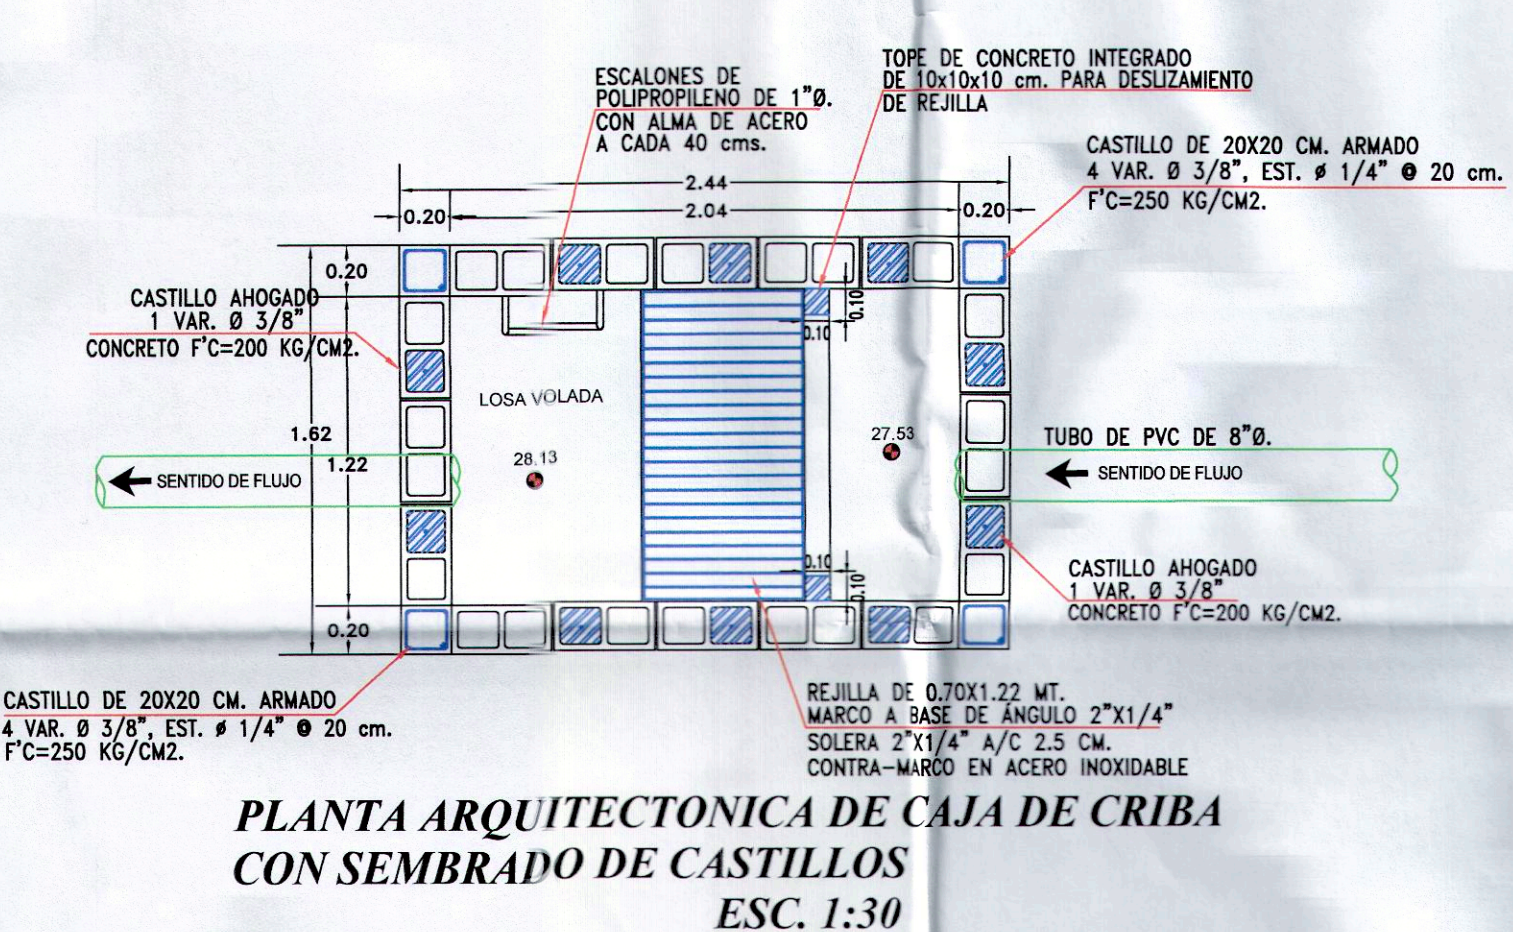 ESCALONES DE
POLIPROPILENO DE 1"Ø.
CON ALMA DE ACERO
A CADA 40 cms.
TOPE DE CONCRETO INTEGRADO
DE 10x10x10 cm. PARA DESLIZAMIENTO
DE REJILLA
CASTILLO DE 20X20 CM. ARMADO
4 VAR. Ø 3/8", EST. ø 1/4" @ 20 cm.
F'C=250 KG/CM2.
2.44
0.20
2.04
0.20
0.20
CASTILLO AHOGADO
1 VAR. Ø 3/8"
CONCRETO F'C=200 KG/CM2.
0.10
0.10
LOSA VOLADA
1.62
1.22
28.13
27.53
TUBO DE PVC DE 8"Ø.
SENTIDO DE FLUJO
SENTIDO DE FLUJO
0.10
0.10
CASTILLO AHOGADO
1 VAR. Ø 3/8"
CONCRETO F'C=200 KG/CM2.
0.20
CASTILLO DE 20X20 CM. ARMADO
4 VAR. Ø 3/8", EST. ø 1/4" @ 20 cm.
F'C=250 KG/CM2.
REJILLA DE 0.70X1.22 MT.
MARCO A BASE DE ÁNGULO 2"X1/4"
SOLERA 2"X1/4" A/C 2.5 CM.
CONTRA-MARCO EN ACERO INOXIDABLE
PLANTA ARQUITECTONICA DE CAJA DE CRIBA
CON SEMBRADO DE CASTILLOS
ESC. 1:30